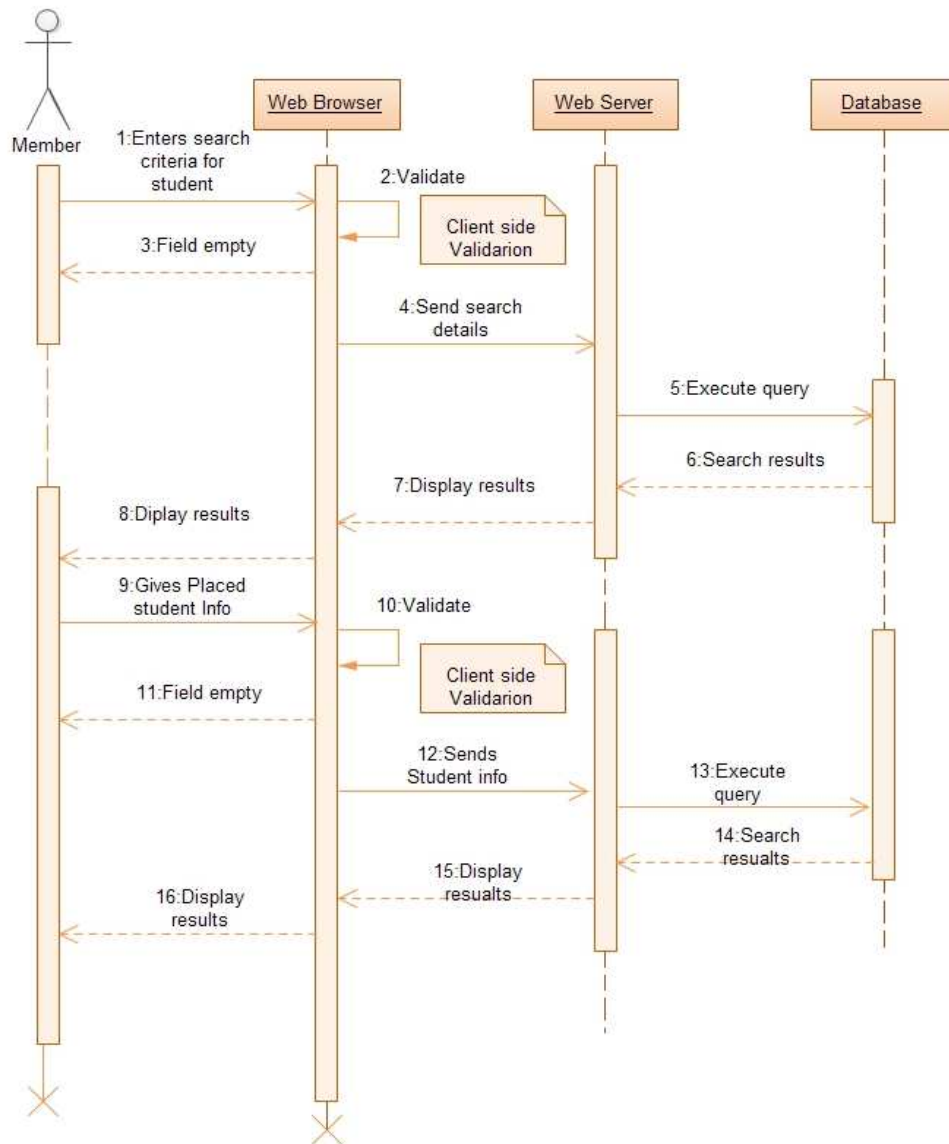 Web Browser
Web Server
Database
Member
1:Enters search
criteria for
student
2:Validate
Client side
Validarion
3:Field empty
4:Send search
details
5:Execute query
6:Search results
7:Display results
8:Diplay results
9:Gives Placed
student Info
10:Validate
Client side
Validarion
11:Field empty
12:Sends
Student info
13:Execute
query
14:Search
resualts
15:Display
resualts
16:Display
results